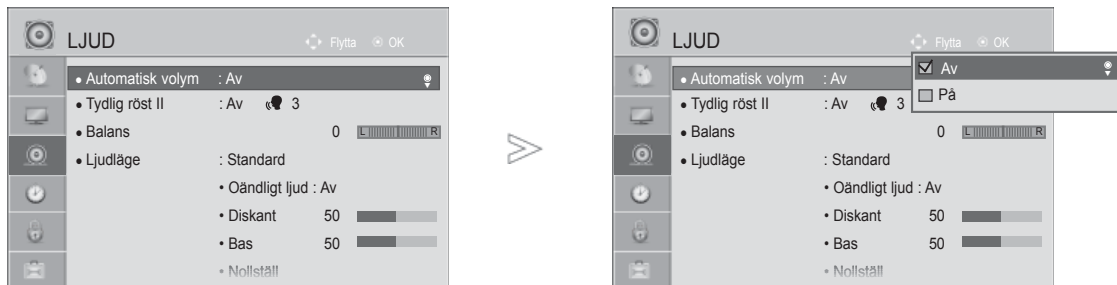 LJUD
Flytta OK
• Automatisk volym : Av
• Tydlig röst II : Av 3
• Balans 0 L R
• Ljudläge : Standard
• Oändligt ljud : Av
• Diskant 50
• Bas 50
• Nollställ
LJUD
Flytta OK
• Automatisk volym : Av
Av
På
• Tydlig röst II : Av 3
• Balans 0 L R
• Ljudläge : Standard
• Oändligt ljud : Av
• Diskant 50
• Bas 50
• Nollställ